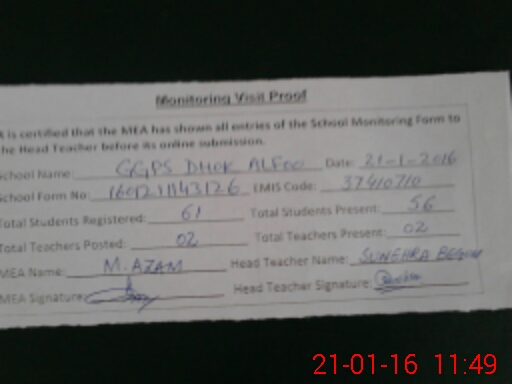 Monitoring Visit Proof
It is certified that the MEA has shown all entries of the School Monitoring Form to
the Head Teacher before its online submission.
School Name: GGPS DHOK ALFOO Date: 21-1-2016
School Form No: EMIS Code: 37410710
Total Students Registered: 61 Total Students Present: 56
Total Teachers Posted: 02 Total Teachers Present: 02
MEA Name: M. AZAM Head Teacher Name: SUNEHRA BEGUM
MEA Signature: Head Teacher Signature:
21-01-16 11:49